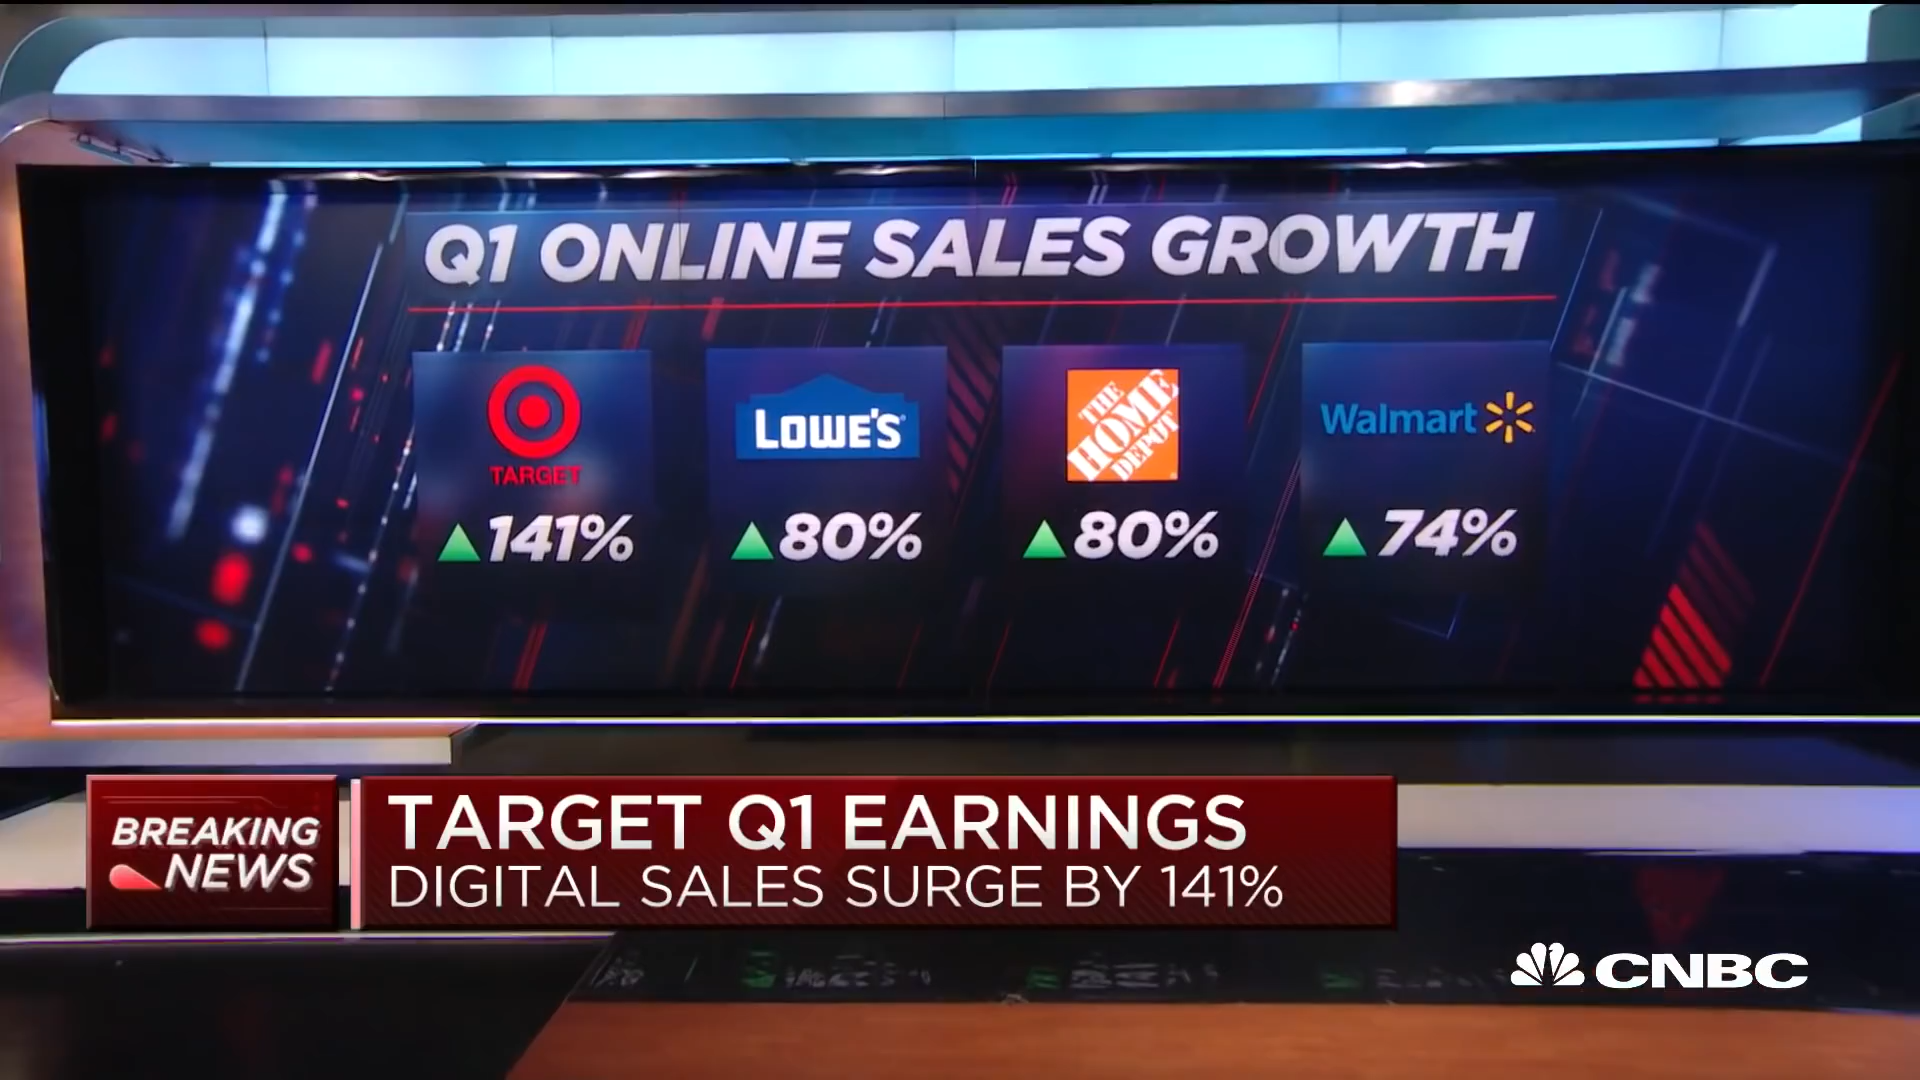 Q1 ONLINE SALES GROWTH
TARGET
LOWE'S
THE HOME DEPOT
Walmart
141%
80%
80%
74%
BREAKING NEWS
TARGET Q1 EARNINGS
DIGITAL SALES SURGE BY 141%
CNBC